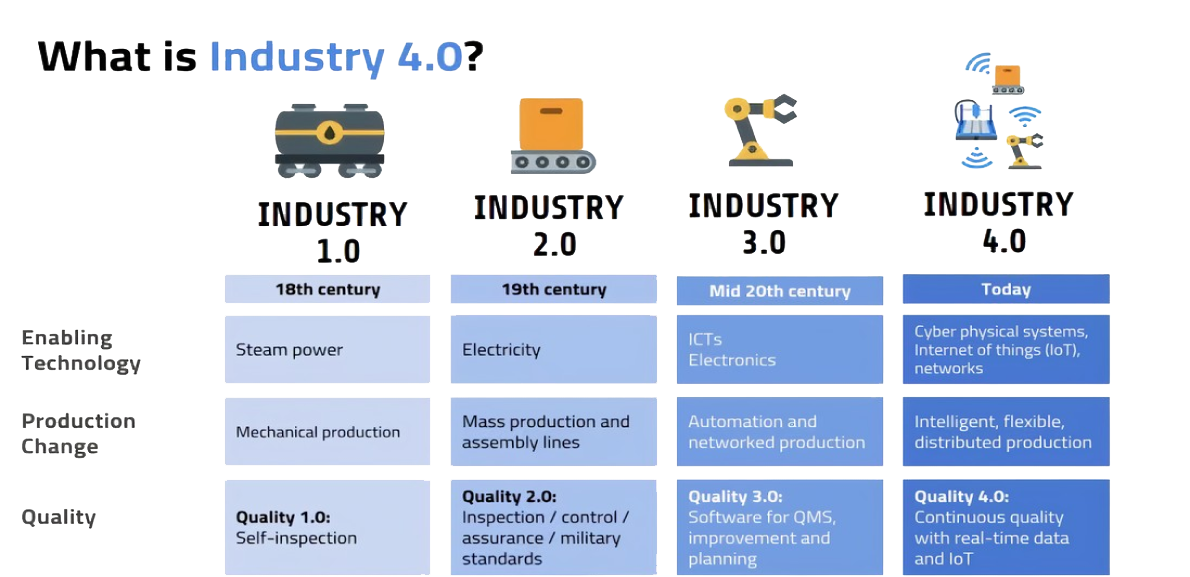 What is Industry 4.0?
INDUSTRY
1.0
INDUSTRY
2.0
INDUSTRY
3.0
INDUSTRY
4.0
18th century
19th century
Mid 20th century
Today
Enabling
Technology
Steam power
Electricity
ICTs
Electronics
Cyber physical systems,
Internet of things (IoT),
networks
Production
Change
Mechanical production
Mass production and
assembly lines
Automation and
networked production
Intelligent, flexible,
distributed production
Quality
Quality 1.0:
Self-inspection
Quality 2.0:
Inspection / control /
assurance / military
standards
Quality 3.0:
Software for QMS,
improvement and
planning
Quality 4.0:
Continuous quality
with real-time data
and IoT